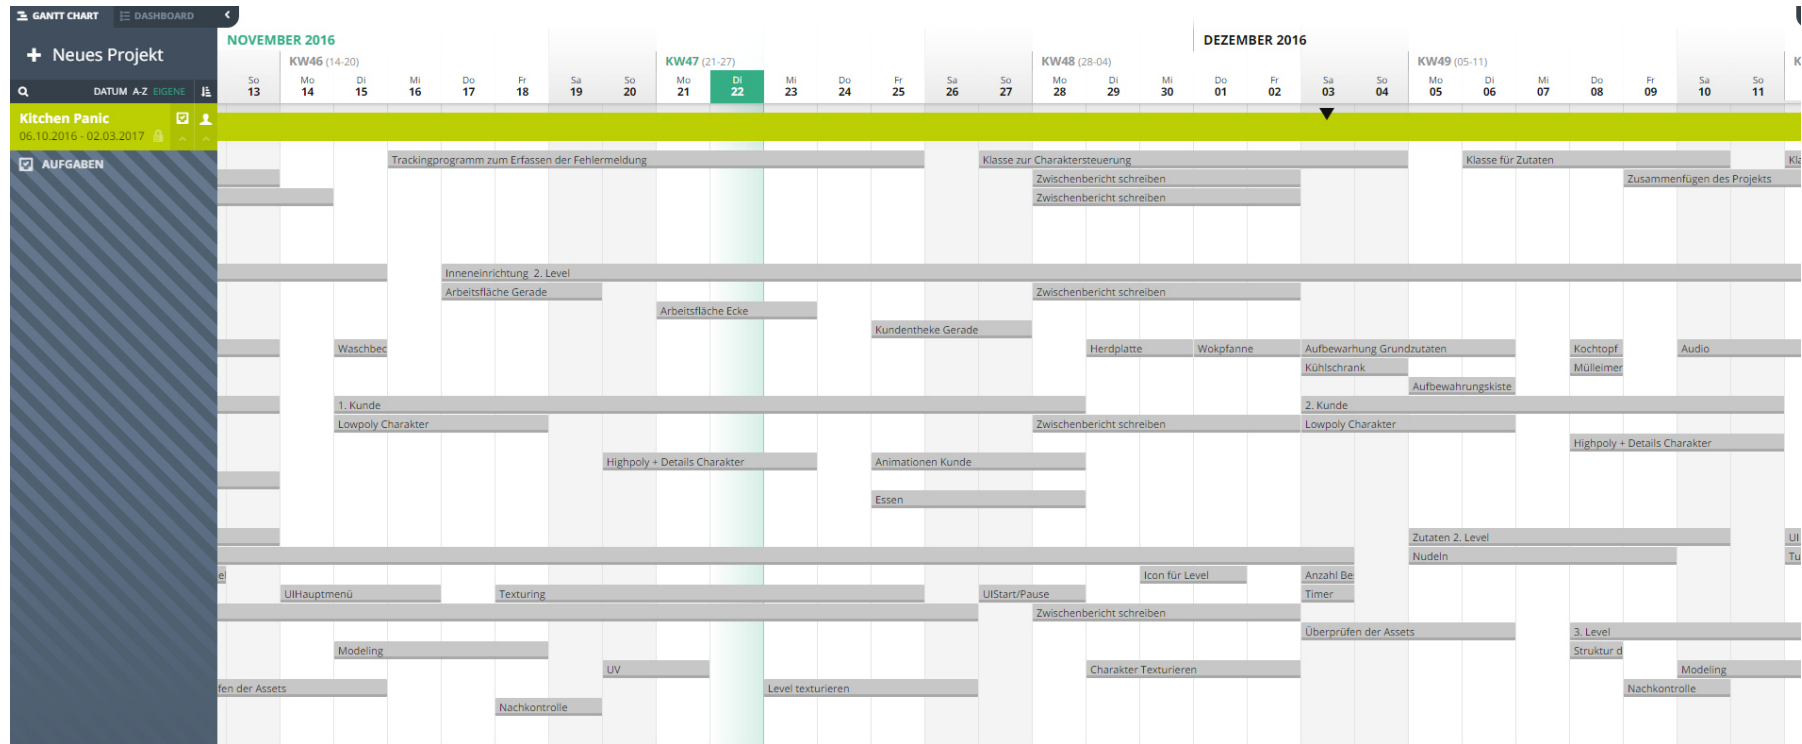 GANTT CHART DASHBOARD
Neues Projekt
DATUM A-Z EIGENE
Kitchen Panic
06.10.2016 - 02.03.2017
AUFGABEN
NOVEMBER 2016 DEZEMBER 2016
KW46 (14-20) KW47 (21-27) KW48 (28-04) KW49 (05-11) K
So Mo Di Mi Do Fr Sa So Mo Di Mi Do Fr Sa So Mo Di Mi Do Fr Sa So Mo Di Mi Do Fr Sa So
13 14 15 16 17 18 19 20 21 22 23 24 25 26 27 28 29 30 01 02 03 04 05 06 07 08 09 10 11
Trackingprogramm zum Erfassen der Fehlermeldung Klasse zur Charaktersteuerung Klasse für Zutaten Kla
Zwischenbericht schreiben Zusammenfügen des Projekts
Zwischenbericht schreiben
Inneneinrichtung 2. Level
Arbeitsfläche Gerade Zwischenbericht schreiben
Arbeitsfläche Ecke
Kundentheke Gerade
Waschbec Herdplatte Wokpfanne Aufbewarhung Grundzutaten Kochtopf Audio
Kühlschrank Mülleimer
Aufbewahrungskiste
1. Kunde 2. Kunde
Lowpoly Charakter Zwischenbericht schreiben Lowpoly Charakter
Highpoly + Details Charakter
Highpoly + Details Charakter Animationen Kunde
Essen
Zutaten 2. Level UI
Nudeln Tu
el Icon für Level Anzahl Be
UIHauptmenü Texturing UIStart/Pause Timer
Zwischenbericht schreiben
Überprüfen der Assets 3. Level
Modeling Struktur d
UV Charakter Texturieren Modeling
fen der Assets Level texturieren Nachkontrolle
Nachkontrolle